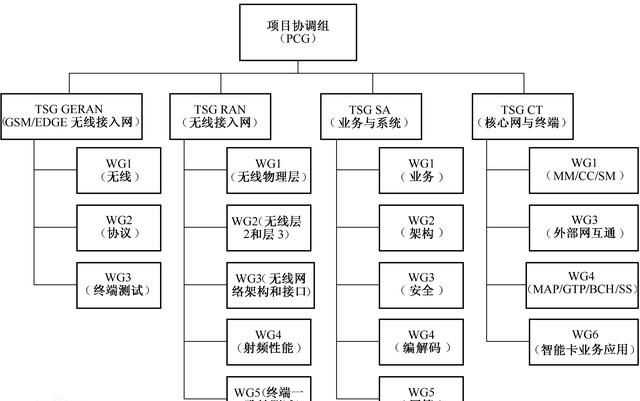 项目协调组
(PCG)
TSG GERAN
(GSM/EDGE 无线接入网)
TSG RAN
(无线接入网)
TSG SA
(业务与系统)
TSG CT
(核心网与终端)
WG1
(无线)
WG2
(协议)
WG3
(终端测试)
WG1
(无线物理层)
WG2(无线层
2和层3)
WG3(无线网
络架构和接口)
WG4
(射频性能)
WG5(终端一
WG1
(业务)
WG2
(架构)
WG3
(安全)
WG4
(编解码)
WG5
WG1
(MM/CC/SM)
WG3
(外部网互通)
WG4
(MAP/GTP/BCH/SS)
WG6
(智能卡业务应用)